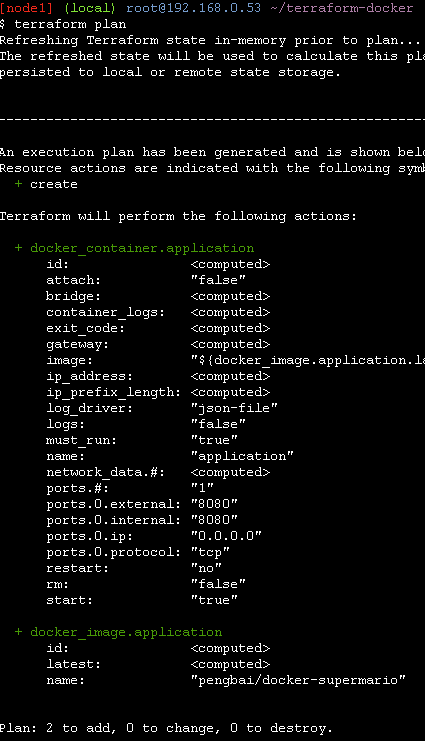 [node1] (local) root@192.168.0.53 ~/terraform-docker
$ terraform plan
Refreshing Terraform state in-memory prior to plan...
The refreshed state will be used to calculate this pla
persisted to local or remote state storage.
------------------------------------------------------
An execution plan has been generated and is shown belo
Resource actions are indicated with the following symb
+ create
Terraform will perform the following actions:
+ docker_container.application
id: <computed>
attach: "false"
bridge: <computed>
container_logs: <computed>
exit_code: <computed>
gateway: <computed>
image: "${docker_image.application.la
ip_address: <computed>
ip_prefix_length: <computed>
log_driver: "json-file"
logs: "false"
must_run: "true"
name: "application"
network_data.#: <computed>
ports.#: "1"
ports.0.external: "8080"
ports.0.internal: "8080"
ports.0.ip: "0.0.0.0"
ports.0.protocol: "tcp"
restart: "no"
rm: "false"
start: "true"
+ docker_image.application
id: <computed>
latest: <computed>
name: "pengbai/docker-supermario"
Plan: 2 to add, 0 to change, 0 to destroy.